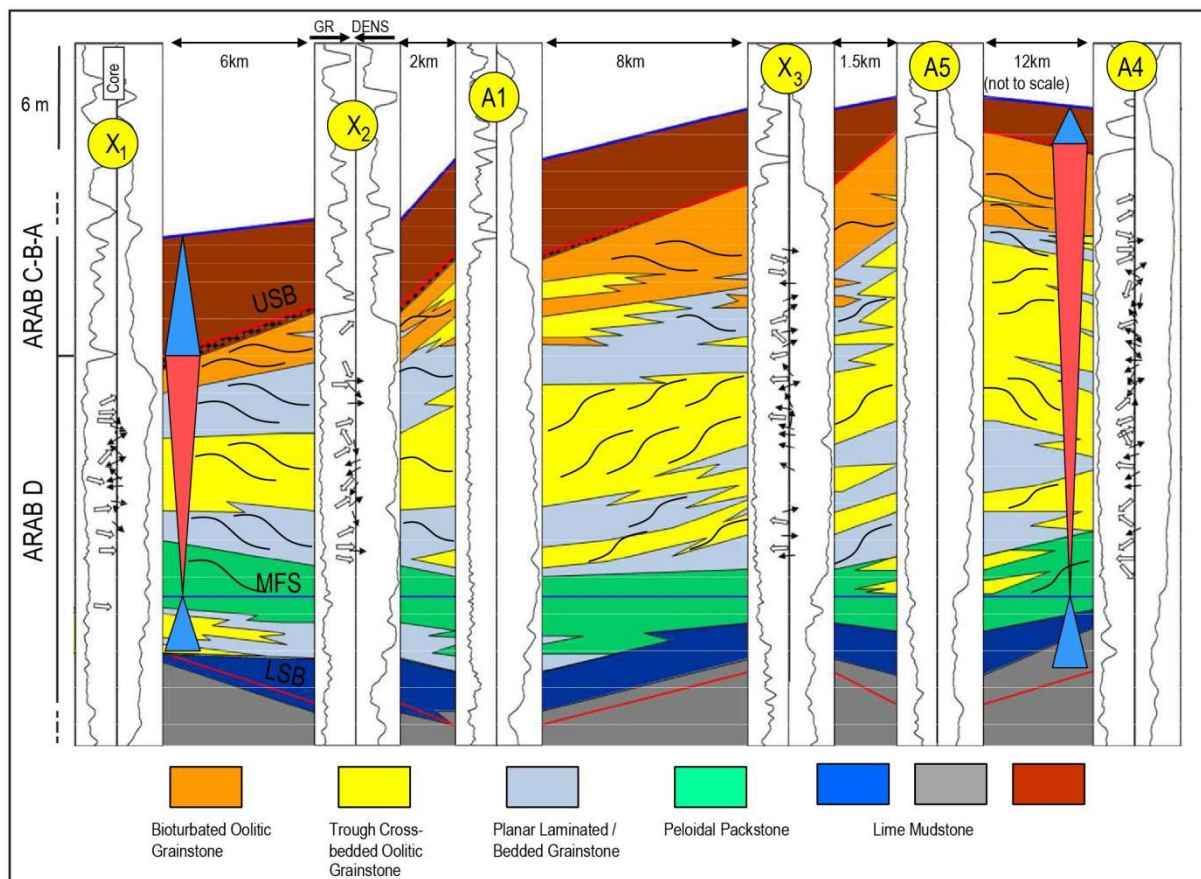 GR DENS
6km
2km
8km
1.5km
12km
(not to scale)
6 m
Core
X1
X2
A1
X3
A5
A4
ARAB C-B-A
ARAB D
USB
MFS
LSB
Bioturbated Oolitic
Grainstone
Trough Cross-
bedded Oolitic
Grainstone
Planar Laminated /
Bedded Grainstone
Peloidal Packstone
Lime Mudstone